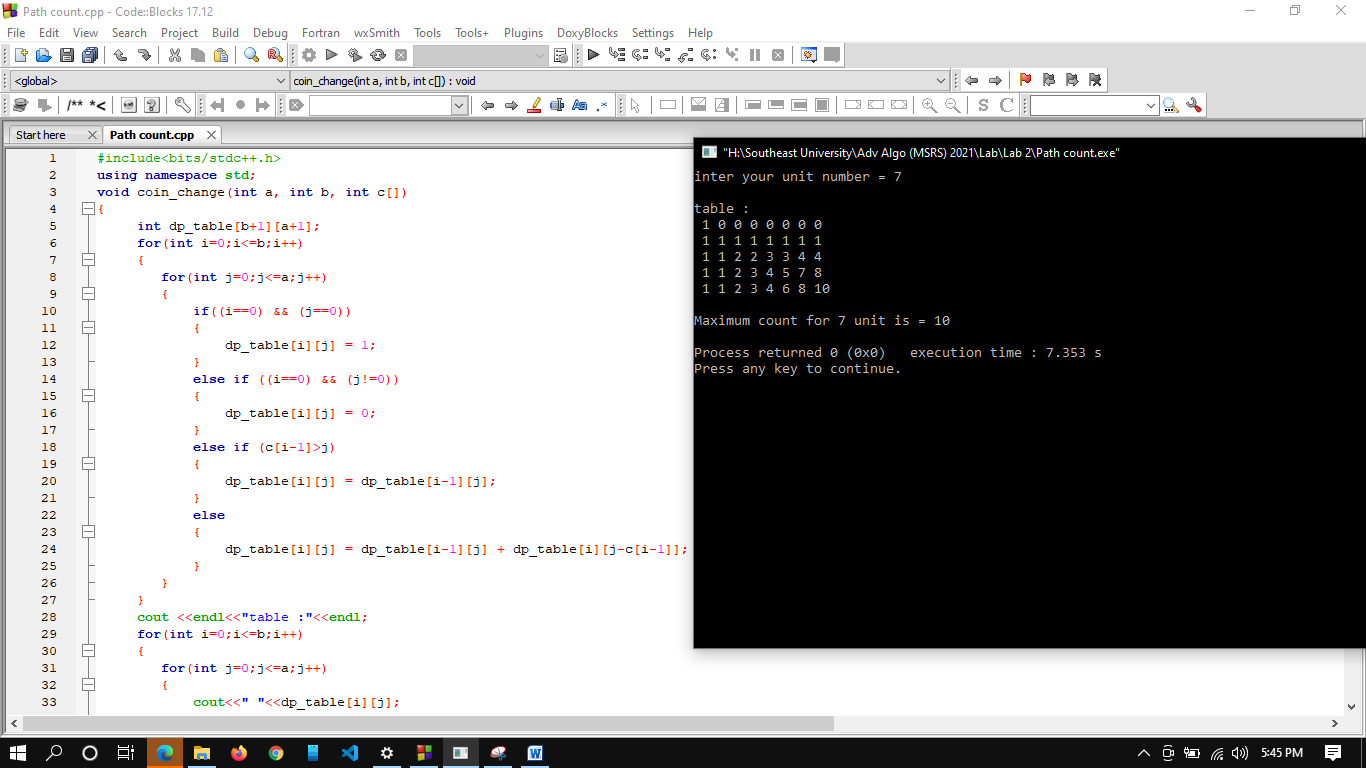 Path count.cpp - Code::Blocks 17.12
File Edit View Search Project Build Debug Fortran wxSmith Tools Tools+ Plugins DoxyBlocks Settings Help
<global>
coin_change(int a, int b, int c[]) : void
/** *<
Aa .*
S C
Start here
Path count.cpp
1 #include<bits/stdc++.h>
2 using namespace std;
3 void coin_change(int a, int b, int c[])
4 {
5 int dp_table[b+1][a+1];
6 for(int i=0;i<=b;i++)
7 {
8 for(int j=0;j<=a;j++)
9 {
10 if((i==0) && (j==0))
11 {
12 dp_table[i][j] = 1;
13 }
14 else if ((i==0) && (j!=0))
15 {
16 dp_table[i][j] = 0;
17 }
18 else if (c[i-1]>j)
19 {
20 dp_table[i][j] = dp_table[i-1][j];
21 }
22 else
23 {
24 dp_table[i][j] = dp_table[i-1][j] + dp_table[i][j-c[i-1]];
25 }
26 }
27 }
28 cout <<endl<<"table :"<<endl;
29 for(int i=0;i<=b;i++)
30 {
31 for(int j=0;j<=a;j++)
32 {
33 cout<<" "<<dp_table[i][j];
"H:\Southeast University\Adv Algo (MSRS) 2021\Lab\Lab 2\Path count.exe"
inter your unit number = 7
table :
1 0 0 0 0 0 0 0
1 1 1 1 1 1 1 1
1 1 2 2 3 3 4 4
1 1 2 3 4 5 7 8
1 1 2 3 4 6 8 10
Maximum count for 7 unit is = 10
Process returned 0 (0x0) execution time : 7.353 s
Press any key to continue.
5:45 PM